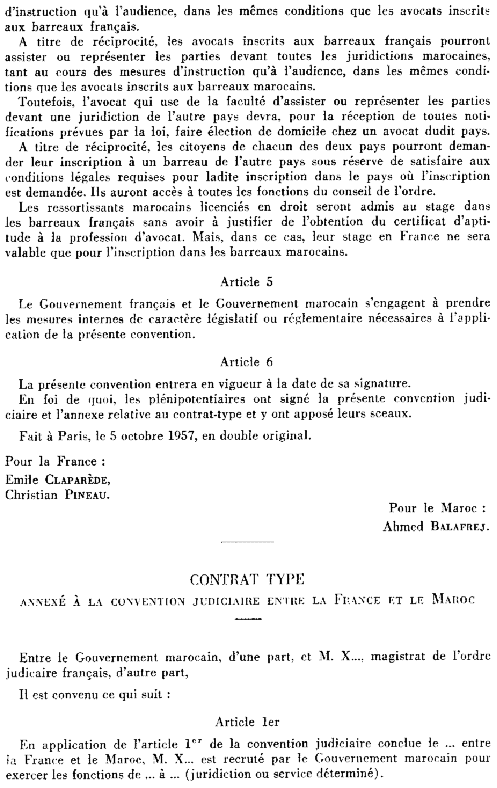 d'instruction qu'à l'audience, dans les mêmes conditions que les avocats inscrits
aux barreaux français.
A titre de réciprocité, les avocats inscrits aux barreaux français pourront
assister ou représenter les parties devant toutes les juridictions marocaines,
tant au cours des mesures d'instruction qu'à l'audience, dans les mêmes condi-
tions que les avocats inscrits aux barreaux marocains.
Toutefois, l'avocat qui use de la faculté d'assister ou représenter les parties
devant une juridiction de l'autre pays devra, pour la réception de toutes noti-
fications prévues par la loi, faire élection de domicile chez un avocat dudit pays.
A titre de réciprocité, les citoyens de chacun des deux pays pourront deman-
der leur inscription à un barreau de l'autre pays sous réserve de satisfaire aux
conditions légales requises pour ladite inscription dans le pays où l'inscription
est demandée. Ils auront accès à toutes les fonctions du conseil de l'ordre.
Les ressortissants marocains licenciés en droit seront admis au stage dans
les barreaux français sans avoir à justifier de l'obtention du certificat d'apti-
tude à la profession d'avocat. Mais, dans ce cas, leur stage en France ne sera
valable que pour l'inscription dans les barreaux marocains.
Article 5
Le Gouvernement français et le Gouvernement marocain s'engagent à prendre
les mesures internes de caractère législatif ou réglementaire nécessaires à l'appli-
cation de la présente convention.
Article 6
La présente convention entrera en vigueur à la date de sa signature.
En foi de quoi, les plénipotentiaires ont signé la présente convention judi-
ciaire et l'annexe relative au contrat-type et y ont apposé leurs sceaux.
Fait à Paris, le 5 octobre 1957, en double original.
Pour la France :
Emile CLAPARÈDE,
Christian PINEAU.
Pour le Maroc :
Ahmed BALAFREJ.
CONTRAT TYPE
ANNEXÉ À LA CONVENTION JUDICIAIRE ENTRE LA FRANCE ET LE MAROC
Entre le Gouvernement marocain, d'une part, et M. X..., magistrat de l'ordre
judicaire français, d'autre part,
Il est convenu ce qui suit :
Article 1er
En application de l'article 1er de la convention judiciaire conclue le ... entre
la France et le Maroc, M. X... est recruté par le Gouvernement marocain pour
exercer les fonctions de ... à ... (juridiction ou service déterminé).